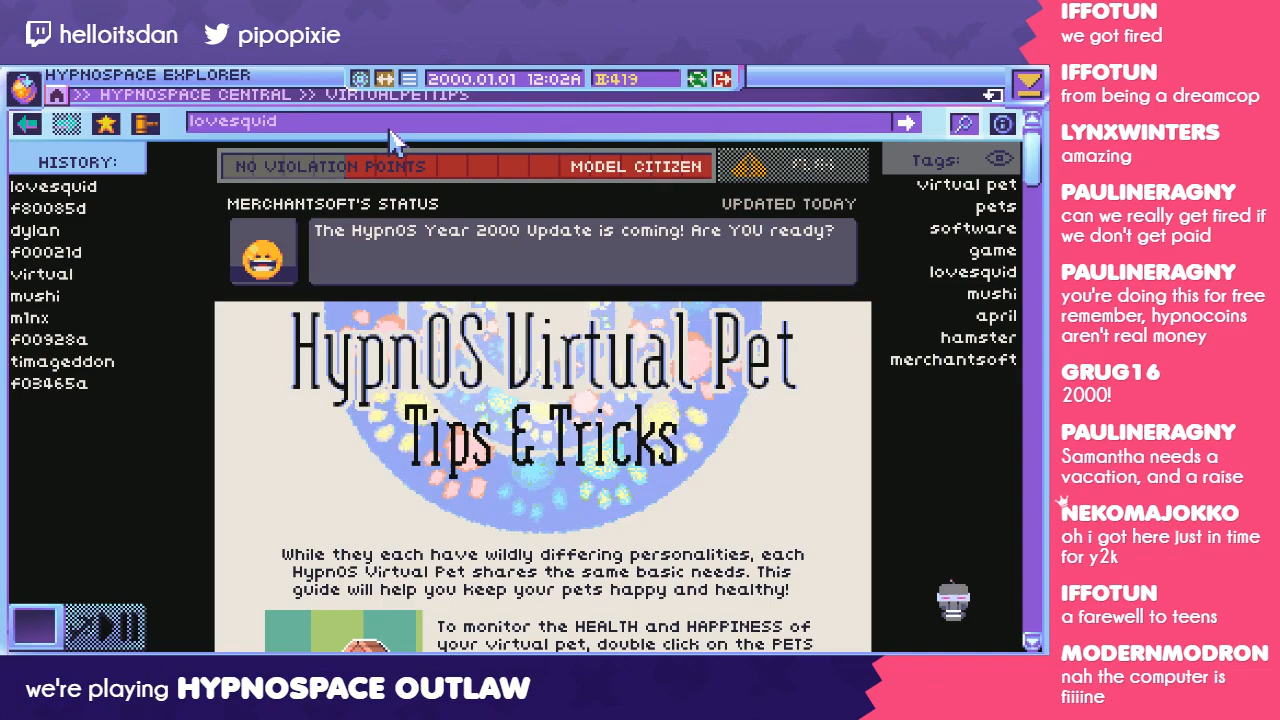 helloitsdan pipopixie
HYPNOSPACE EXPLORER
2000.01.01 12:02A
419
>> HYPNOSPACE CENTRAL >> VIRTUALPETTIPS
lovesquid
HISTORY:
lovesquid
f80085d
dylan
f00021d
virtual
mushi
m1nx
f00928a
timageddon
f03465a
NO VIOLATION POINTS MODEL CITIZEN
MERCHANTSOFT'S STATUS UPDATED TODAY
The HypnOS Year 2000 Update is coming! Are YOU ready?
HypnOS Virtual Pet
Tips & Tricks
While they each have wildly differing personalities, each
HypnOS Virtual Pet shares the same basic needs. This
guide will help you keep your pets happy and healthy!
To monitor the HEALTH and HAPPINESS of
your virtual pet, double click on the PETS
Tags:
virtual pet
pets
software
game
lovesquid
mushi
april
hamster
merchantsoft
IFFOTUN
we got fired
IFFOTUN
from being a dreamcop
LYNXWINTERS
amazing
PAULINERAGNY
can we really get fired if
we don't get paid
PAULINERAGNY
you're doing this for free
remember, hypnocoins
aren't real money
GRUG16
2000!
PAULINERAGNY
Samantha needs a
vacation, and a raise
NEKOMAJOKKO
oh i got here just in time
for y2k
IFFOTUN
a farewell to teens
MODERNMODRON
nah the computer is
fiiiine
we're playing HYPNOSPACE OUTLAW